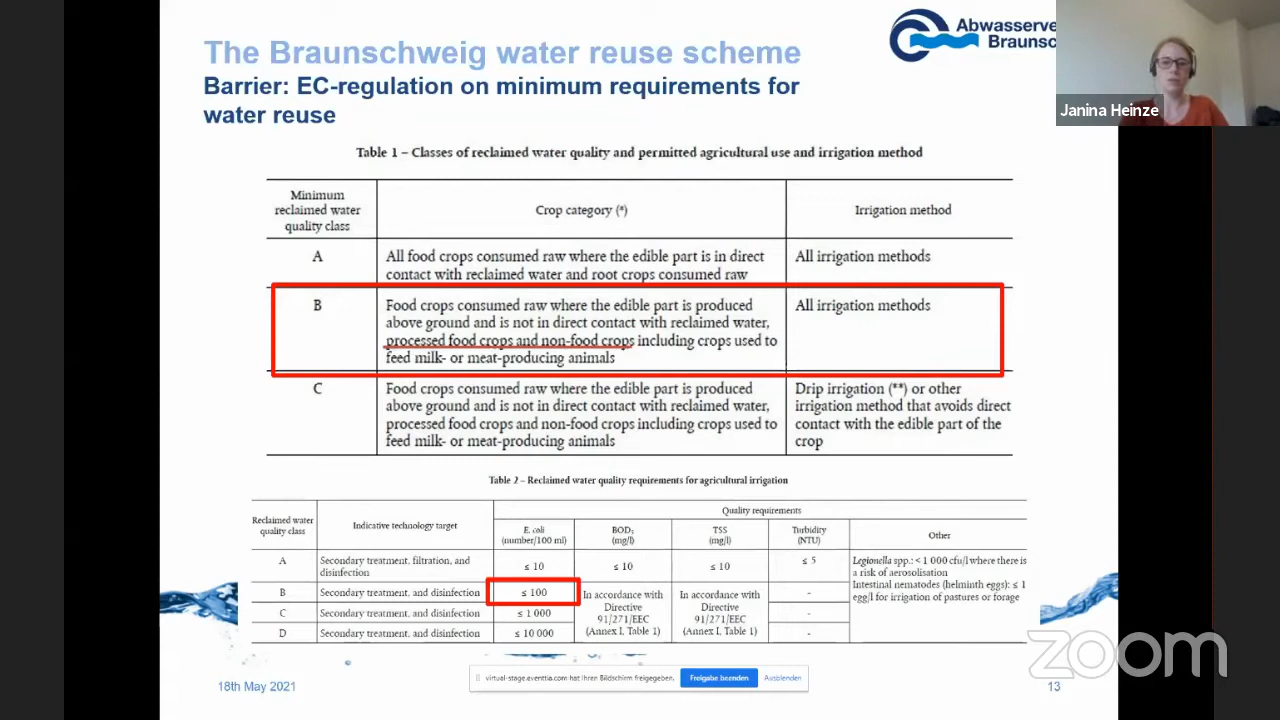 The Braunschweig water reuse scheme
Barrier: EC-regulation on minimum requirements for
water reuse
Abwasserve
Braunsc
Janina Heinze
Table 1 – Classes of reclaimed water quality and permitted agricultural use and irrigation method
Minimum
reclaimed water
quality class
Crop category (*)
Irrigation method
A
All food crops consumed raw where the edible part is in direct
contact with reclaimed water and root crops consumed raw
All irrigation methods
B
Food crops consumed raw where the edible part is produced
above ground and is not in direct contact with reclaimed water,
processed food crops and non-food crops including crops used to
feed milk- or meat-producing animals
All irrigation methods
C
Food crops consumed raw where the edible part is produced
above ground and is not in direct contact with reclaimed water,
processed food crops and non-food crops including crops used to
feed milk- or meat-producing animals
Drip irrigation (**) or other
irrigation method that avoids direct
contact with the edible part of the
crop
Table 2 – Reclaimed water quality requirements for agricultural irrigation
Reclaimed water
quality class
Indicative technology target
Quality requirements
E. coli
(number/100 ml)
BOD5
(mg/l)
TSS
(mg/l)
Turbidity
(NTU)
Other
A
Secondary treatment, filtration, and
disinfection
≤ 10
≤ 10
≤ 10
≤ 5
Legionella spp.: < 1 000 cfu/l where there is
a risk of aerosolisation
Intestinal nematodes (helminth eggs): ≤ 1
egg/l for irrigation of pastures or forage
B
Secondary treatment, and disinfection
≤ 100
In accordance with
Directive
91/271/EEC
(Annex I, Table 1)
In accordance with
Directive
91/271/EEC
(Annex I, Table 1)
-
C
Secondary treatment, and disinfection
≤ 1 000
-
D
Secondary treatment, and disinfection
≤ 10 000
-
zoom
18th May 2021
virtual-stage.eventtia.com hat Ihren Bildschirm freigegeben.
Freigabe beenden
Ausblenden
13